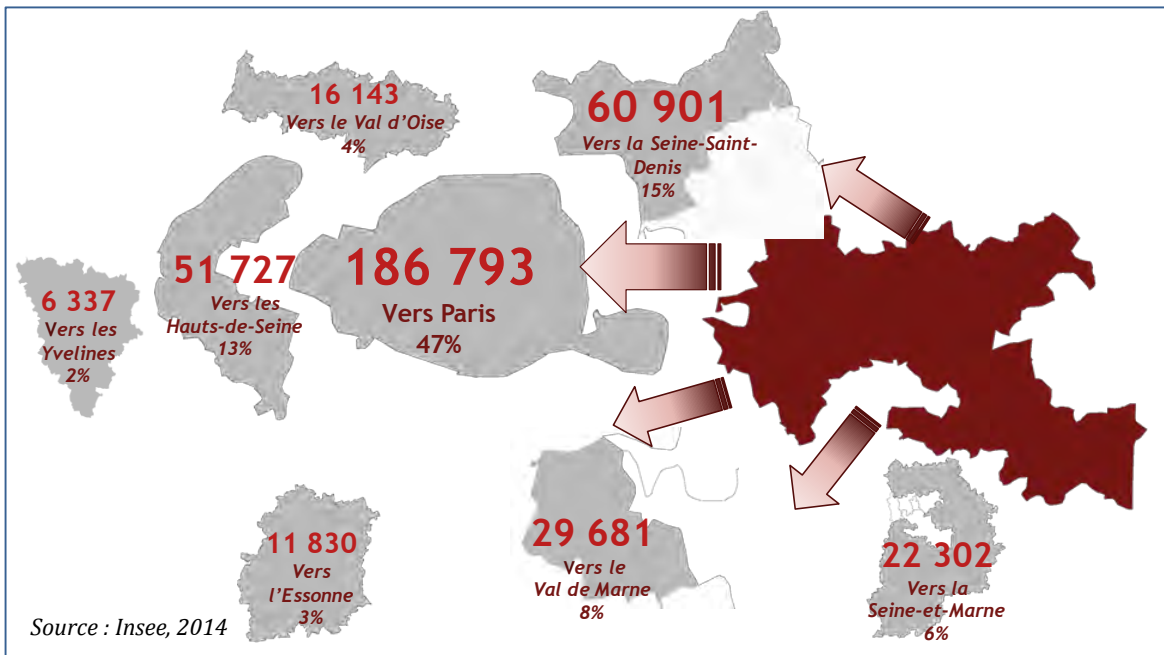 16 143
Vers le Val d'Oise
4%
60 901
Vers la Seine-Saint-
Denis
15%
6 337
Vers les
Yvelines
2%
51 727
Vers les
Hauts-de-Seine
13%
186 793
Vers Paris
47%
11 830
Vers
l'Essonne
3%
29 681
Vers le
Val de Marne
8%
22 302
Vers la
Seine-et-Marne
6%
Source : Insee, 2014